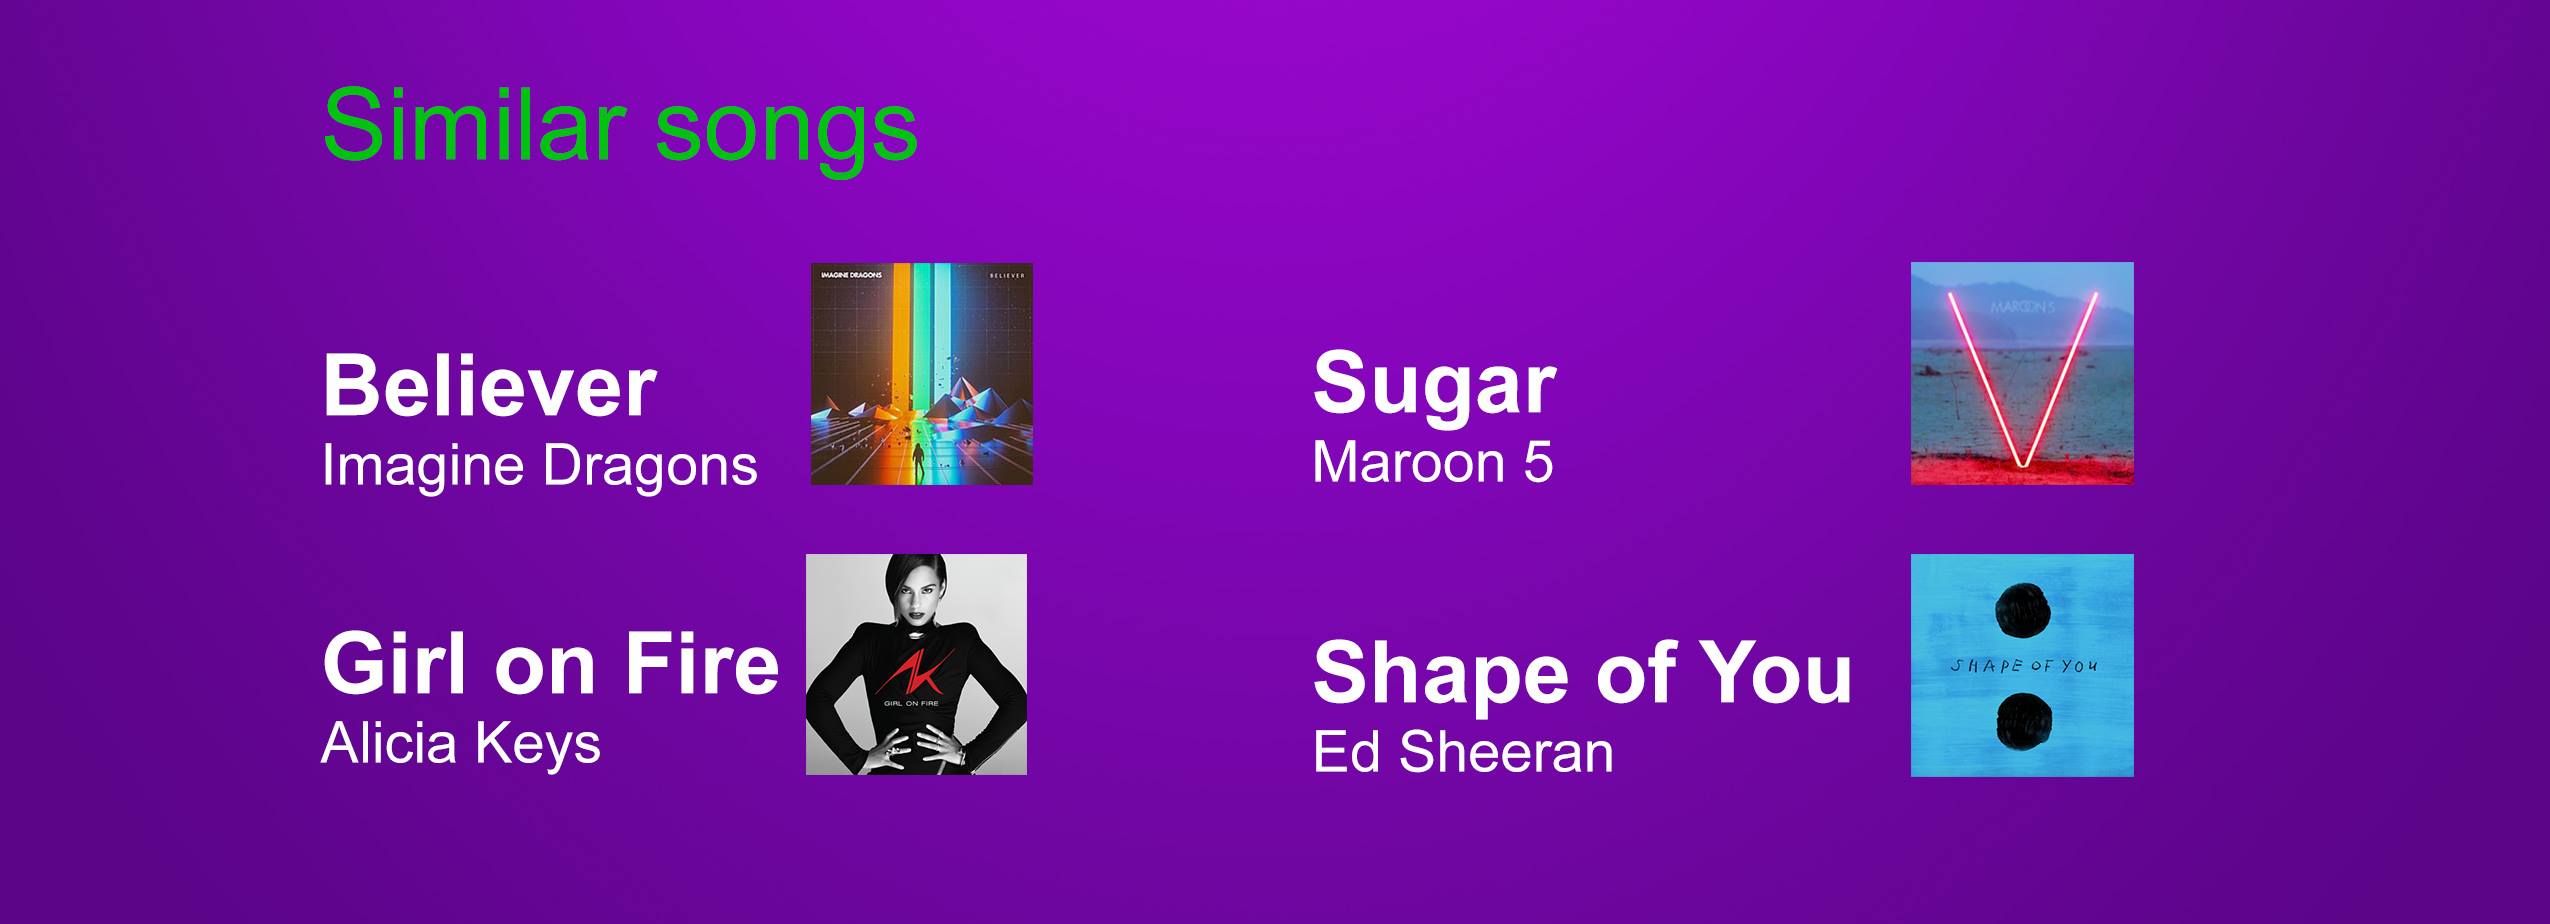 Similar songs
IMAGINE DRAGONS
BELIEVER
Believer
Imagine Dragons
MAROON 5
Sugar
Maroon 5
AK
GIRL ON FIRE
Girl on Fire
Alicia Keys
SHAPE OF YOU
Shape of You
Ed Sheeran